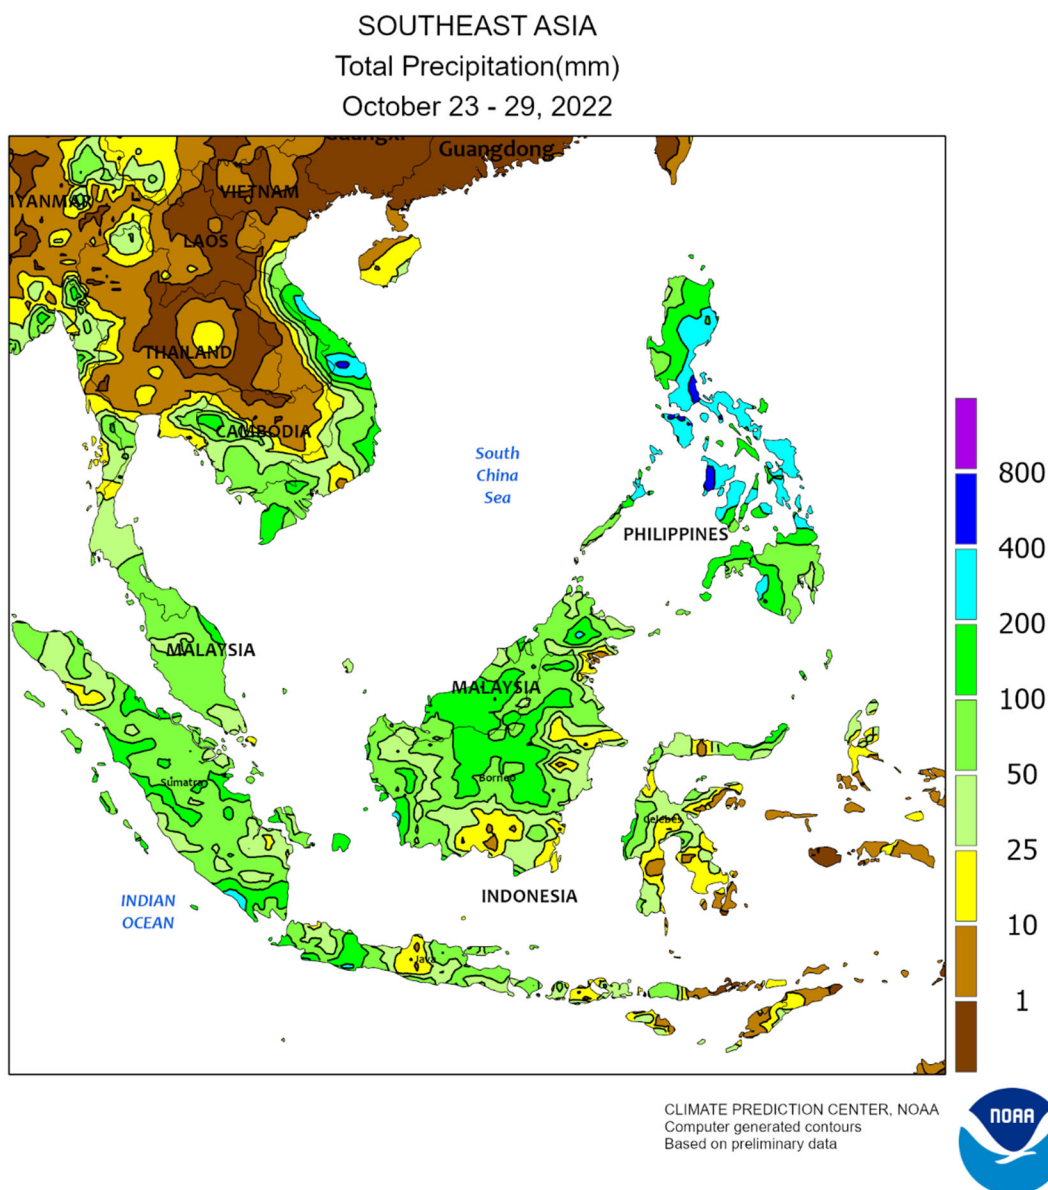 SOUTHEAST ASIA
Total Precipitation(mm)
October 23 - 29, 2022
Guangdong
VIETNAM
LAOS
THAILAND
CAMBODIA
South
China
Sea
PHILIPPINES
MALAYSIA
MALAYSIA
Sumatra
Borneo
Celebes
INDIAN
OCEAN
INDONESIA
Java
800
400
200
100
50
25
10
1
CLIMATE PREDICTION CENTER, NOAA
Computer generated contours
Based on preliminary data
NOAA